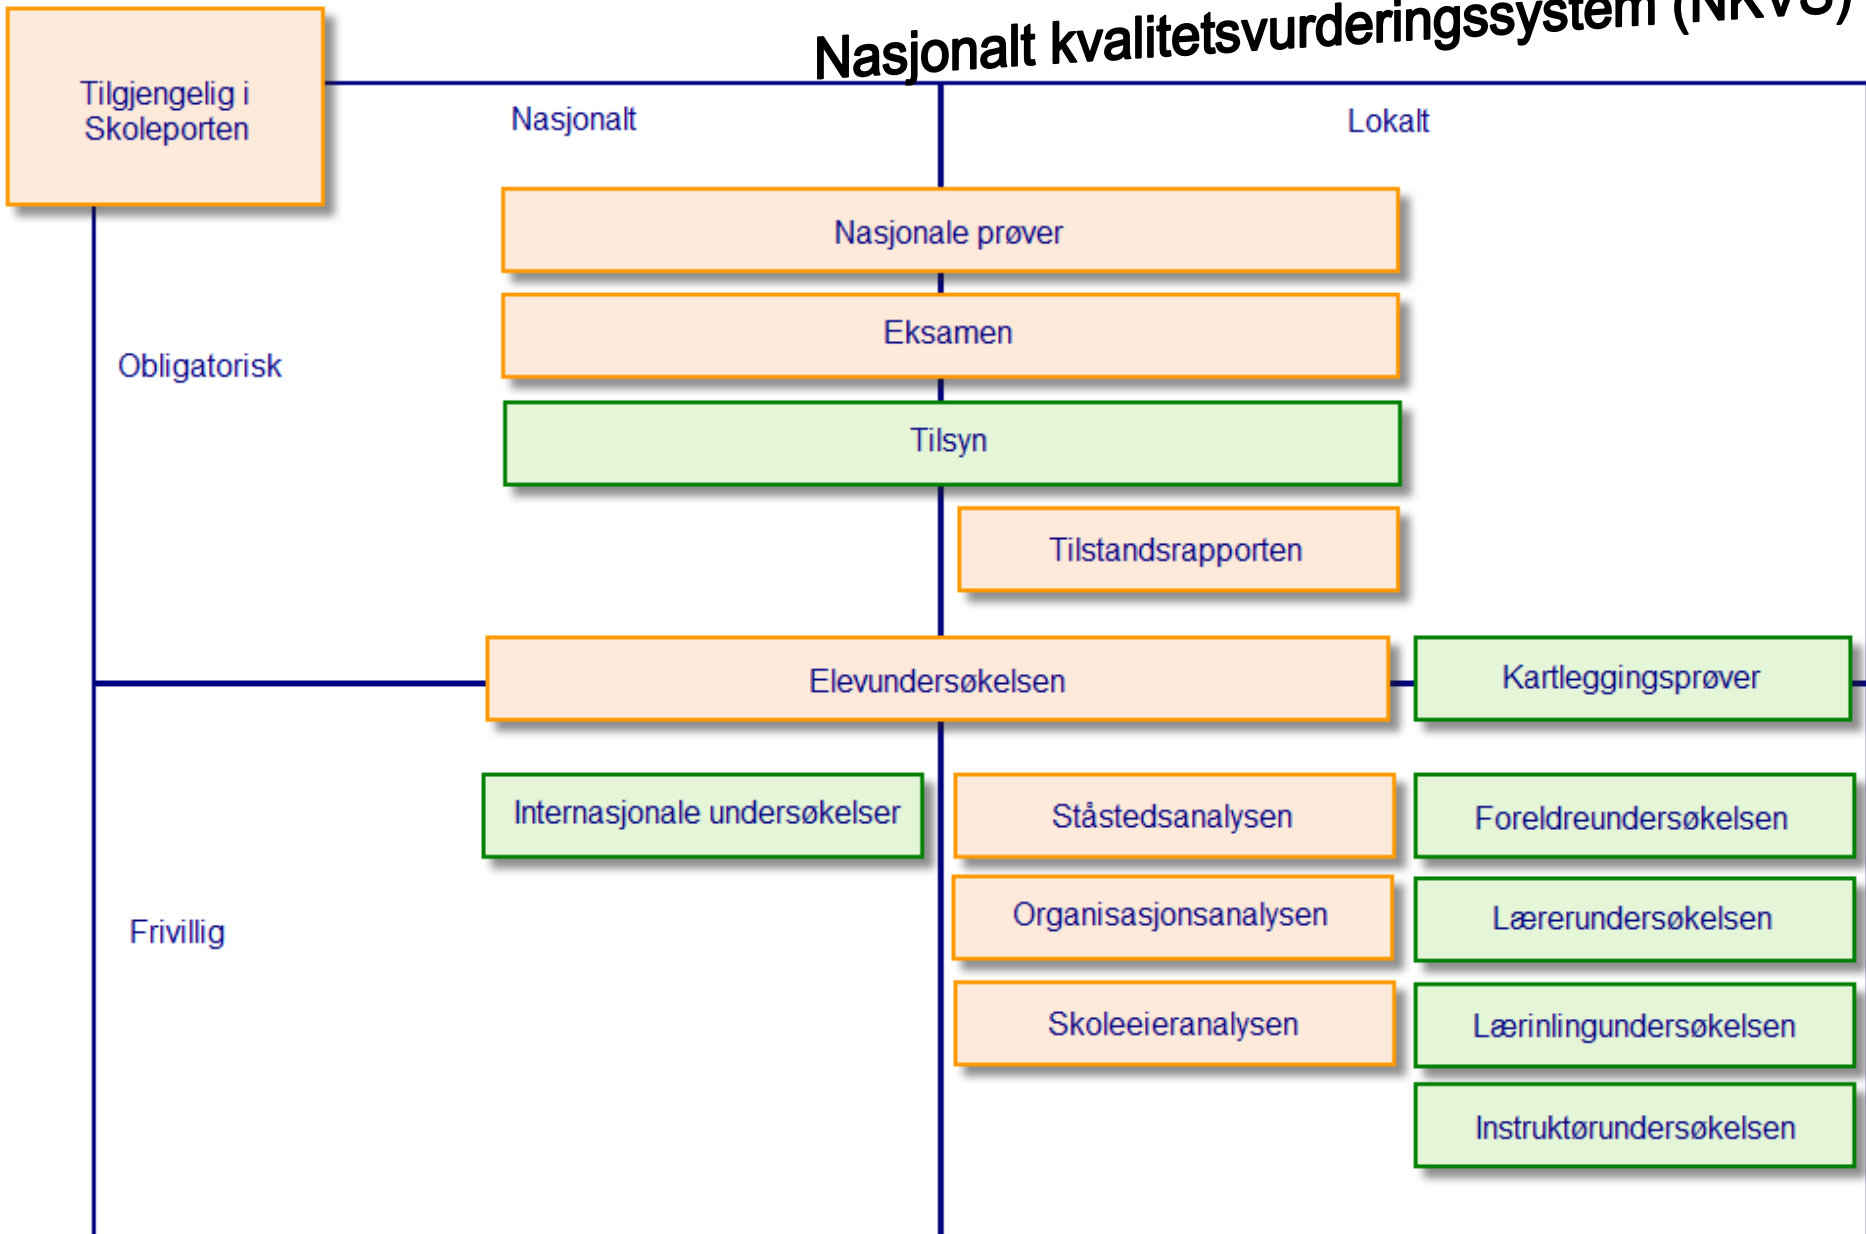 Nasjonalt kvalitetsvurderingssystem (NKVS)
Tilgjengelig i
Skoleporten
Nasjonalt
Lokalt
Nasjonale prøver
Eksamen
Obligatorisk
Tilsyn
Tilstandsrapporten
Elevundersøkelsen
Kartleggingsprøver
Internasjonale undersøkelser
Ståstedsanalysen
Foreldreundersøkelsen
Organisasjonsanalysen
Lærerundersøkelsen
Frivillig
Skoleeieranalysen
Lærinlingundersøkelsen
Instruktørundersøkelsen